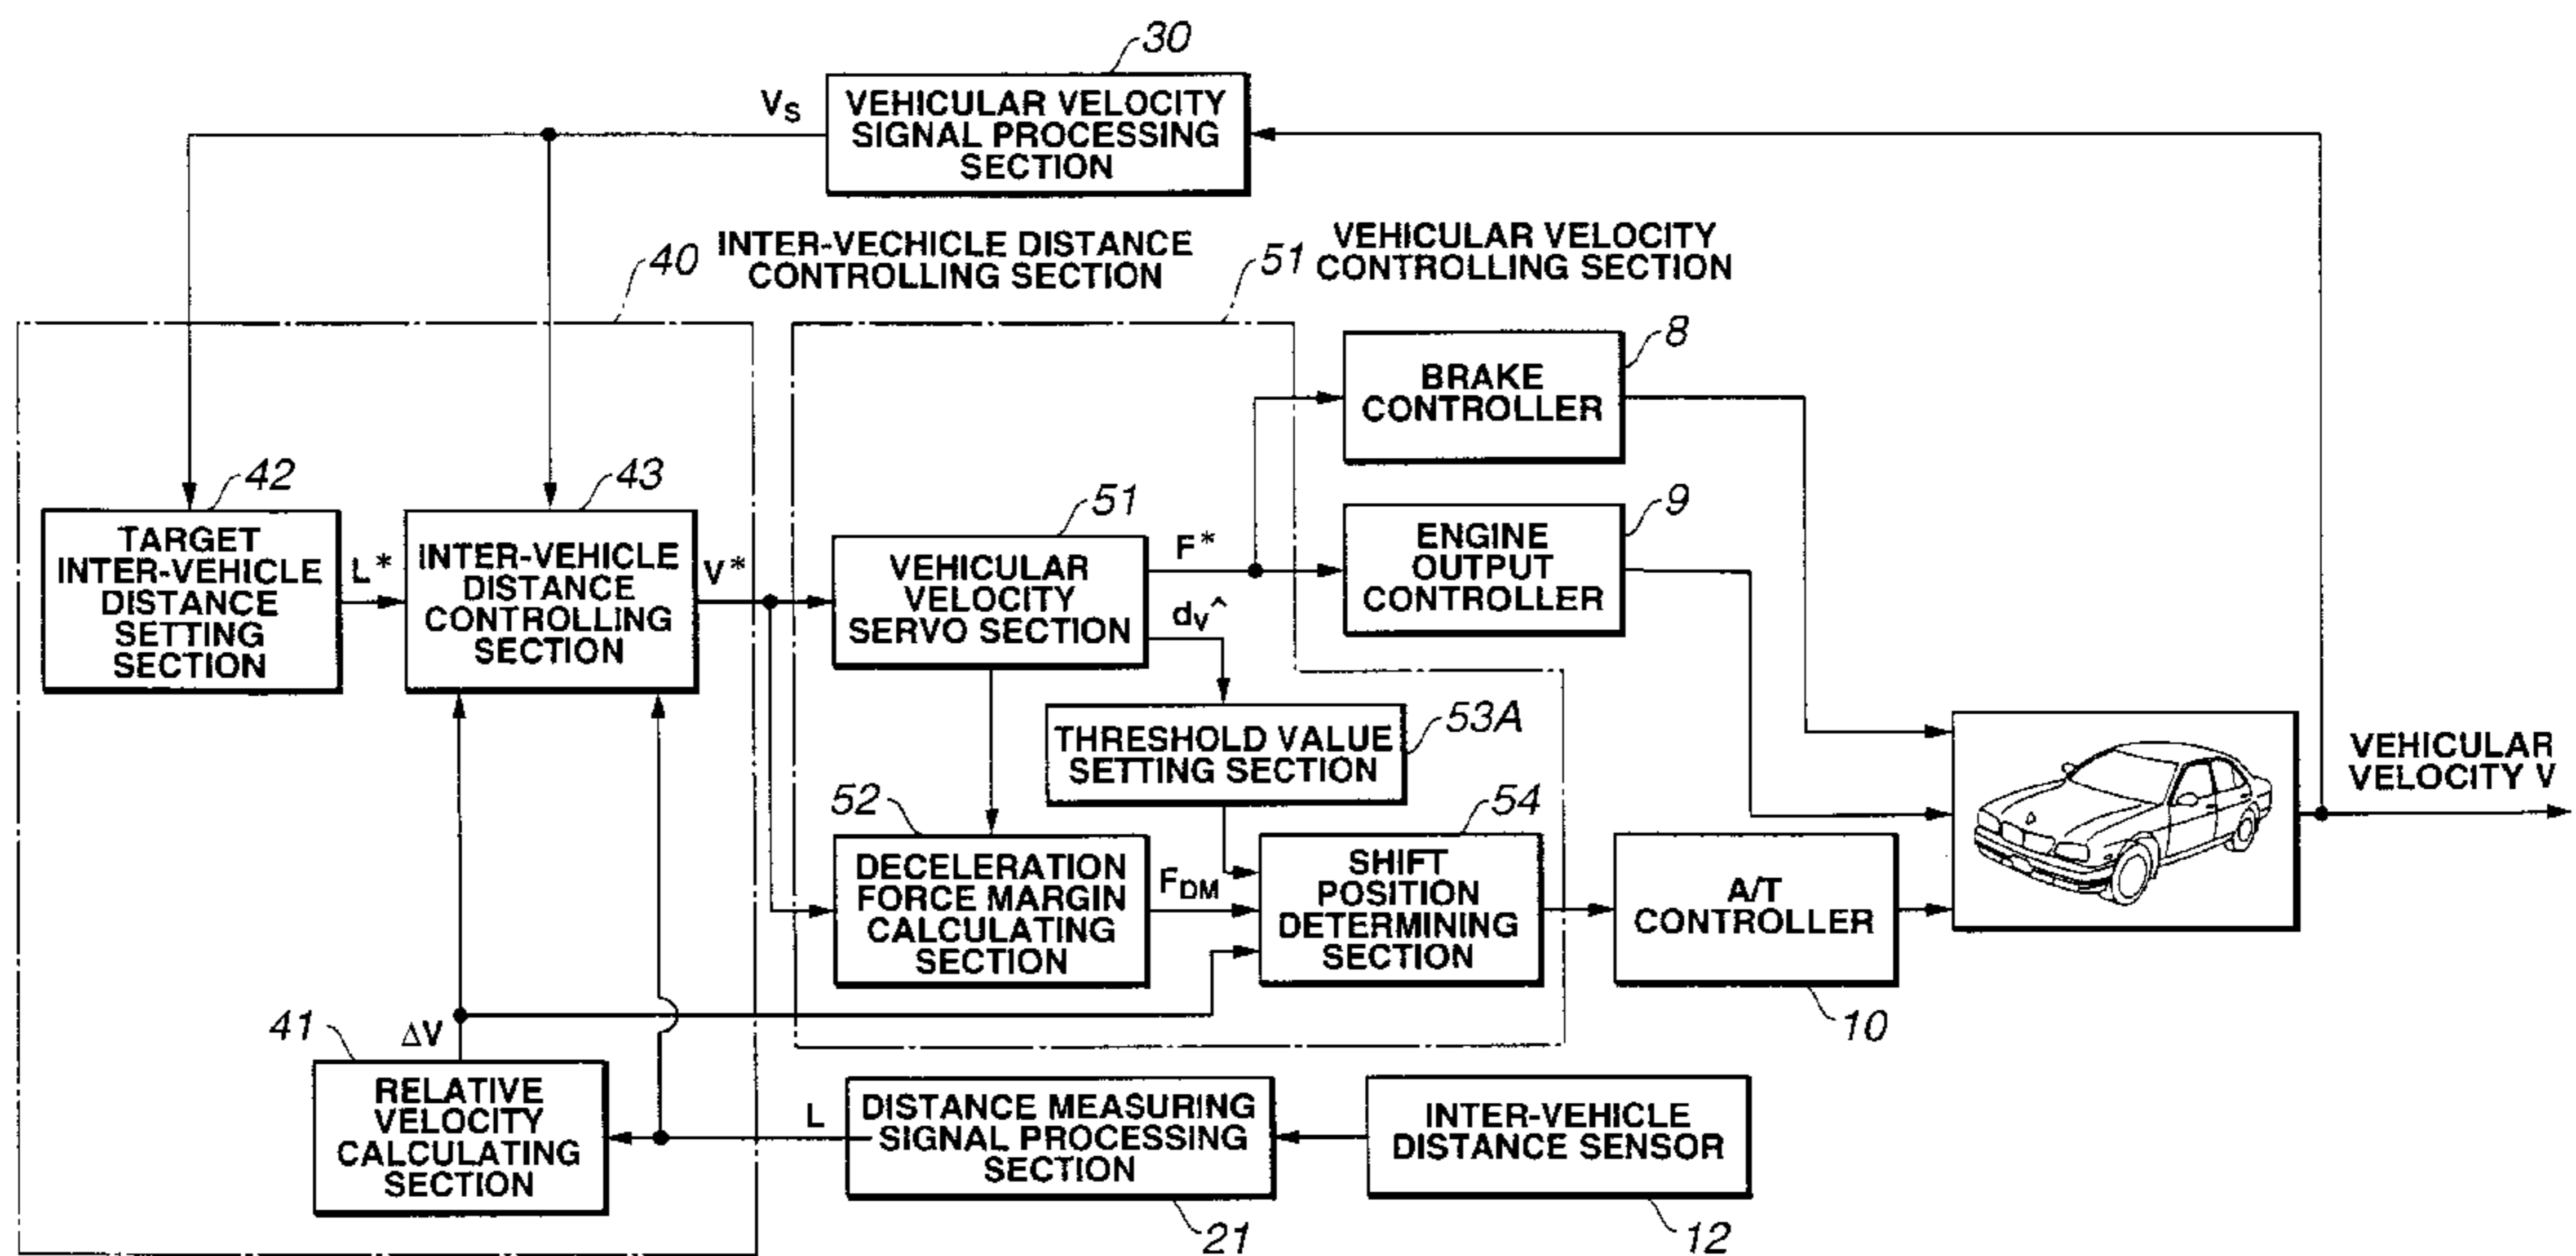 30
VEHICULAR VELOCITY
SIGNAL PROCESSING
SECTION
VS
40
INTER-VECHICLE DISTANCE
CONTROLLING SECTION
51
VEHICULAR VELOCITY
CONTROLLING SECTION
8
BRAKE
CONTROLLER
42
TARGET
INTER-VEHICLE
DISTANCE
SETTING
SECTION
L*
43
INTER-VEHICLE
DISTANCE
CONTROLLING
SECTION
V*
51
VEHICULAR
VELOCITY
SERVO SECTION
F*
dv^
9
ENGINE
OUTPUT
CONTROLLER
53A
THRESHOLD VALUE
SETTING SECTION
52
DECELERATION
FORCE MARGIN
CALCULATING
SECTION
FDM
54
SHIFT
POSITION
DETERMINING
SECTION
A/T
CONTROLLER
10
VEHICULAR
VELOCITY V
41
ΔV
RELATIVE
VELOCITY
CALCULATING
SECTION
L
DISTANCE MEASURING
SIGNAL PROCESSING
SECTION
21
INTER-VEHICLE
DISTANCE SENSOR
12